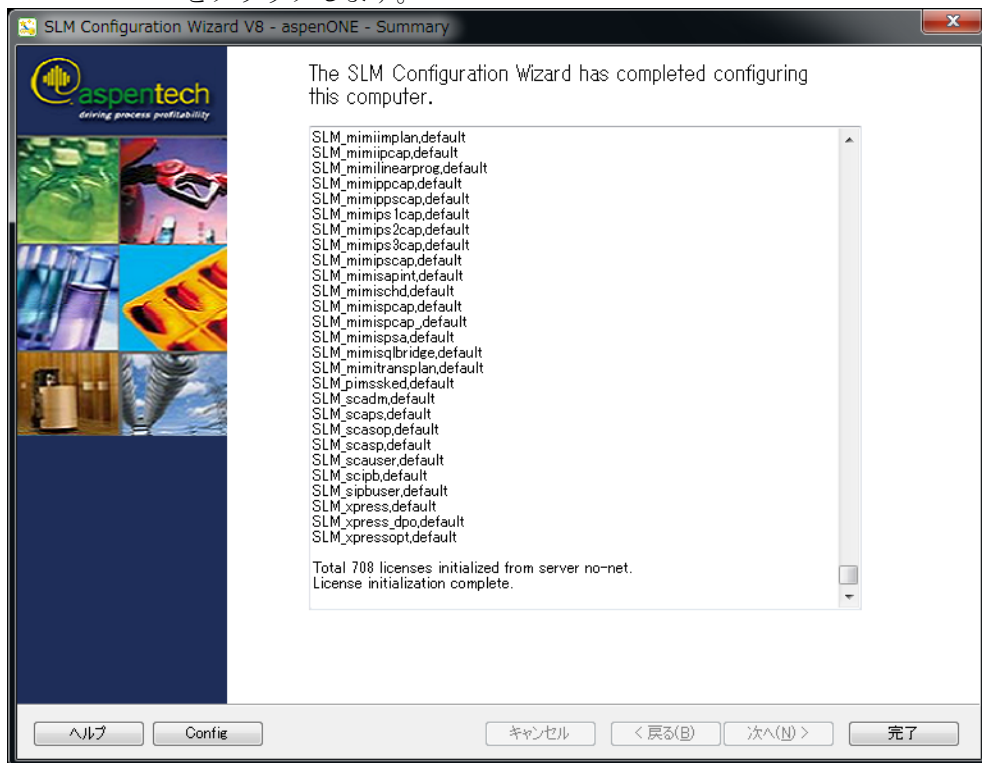 SLM Configuration Wizard V8 - aspenONE - Summary
aspentech
driving process profitability
The SLM Configuration Wizard has completed configuring
this computer.
SLM_mimiimplan,default
SLM_mimiipcap,default
SLM_mimilinearprog,default
SLM_mimippcap,default
SLM_mimippscap,default
SLM_mimips1cap,default
SLM_mimips2cap,default
SLM_mimips3cap,default
SLM_mimipscap,default
SLM_mimisapint,default
SLM_mimischd,default
SLM_mimispcap,default
SLM_mimispcap_,default
SLM_mimispsa,default
SLM_mimisqlbridge,default
SLM_mimitransplan,default
SLM_pimssked,default
SLM_scadm,default
SLM_scaps,default
SLM_scasop,default
SLM_scasp,default
SLM_scauser,default
SLM_scipb,default
SLM_sipbuser,default
SLM_xpress,default
SLM_xpress_dpo,default
SLM_xpressopt,default
Total 708 licenses initialized from server no-net.
License initialization complete.
ヘルプ Config キャンセル < 戻る(B) 次へ(N) > 完了